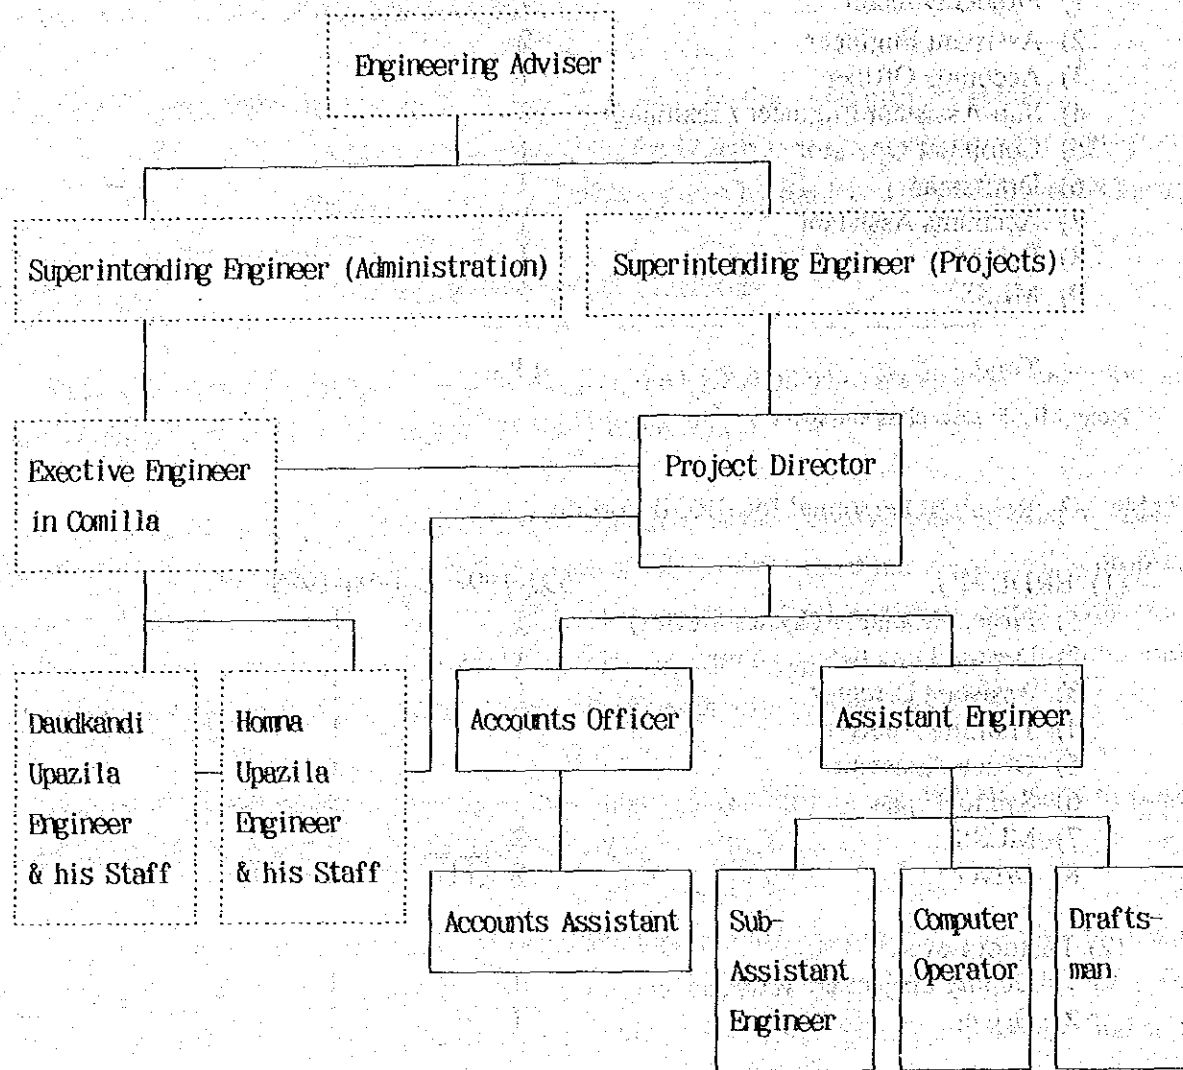 Engineering Adviser
Superintending Engineer (Administration)
Superintending Engineer (Projects)
Exective Engineer
in Comilla
Project Director
Daudkandi
Upazila
Engineer
& his Staff
Homna
Upazila
Engineer
& his Staff
Accounts Officer
Assistant Engineer
Accounts Assistant
Sub-
Assistant
Engineer
Computer
Operator
Drafts-
man